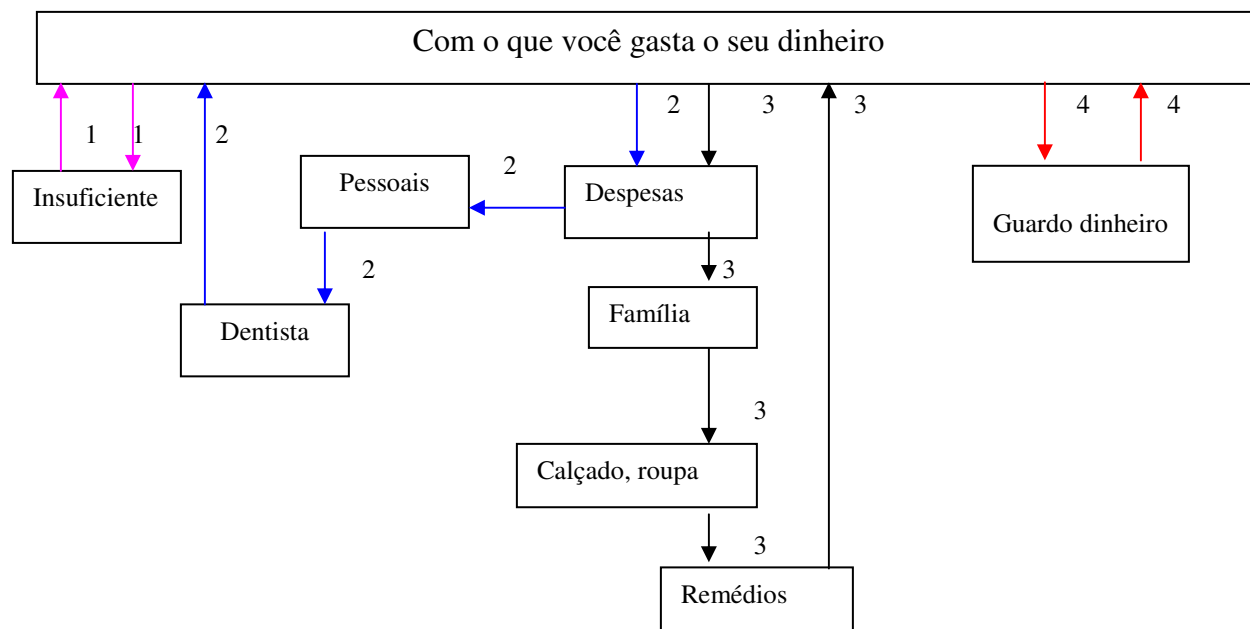 Com o que você gasta o seu dinheiro
1 1 2 2 3 3 4 4
Insuficiente
Pessoais
2
Despesas
Guardo dinheiro
2
3
Dentista
Família
3
Calçado, roupa
3
Remédios